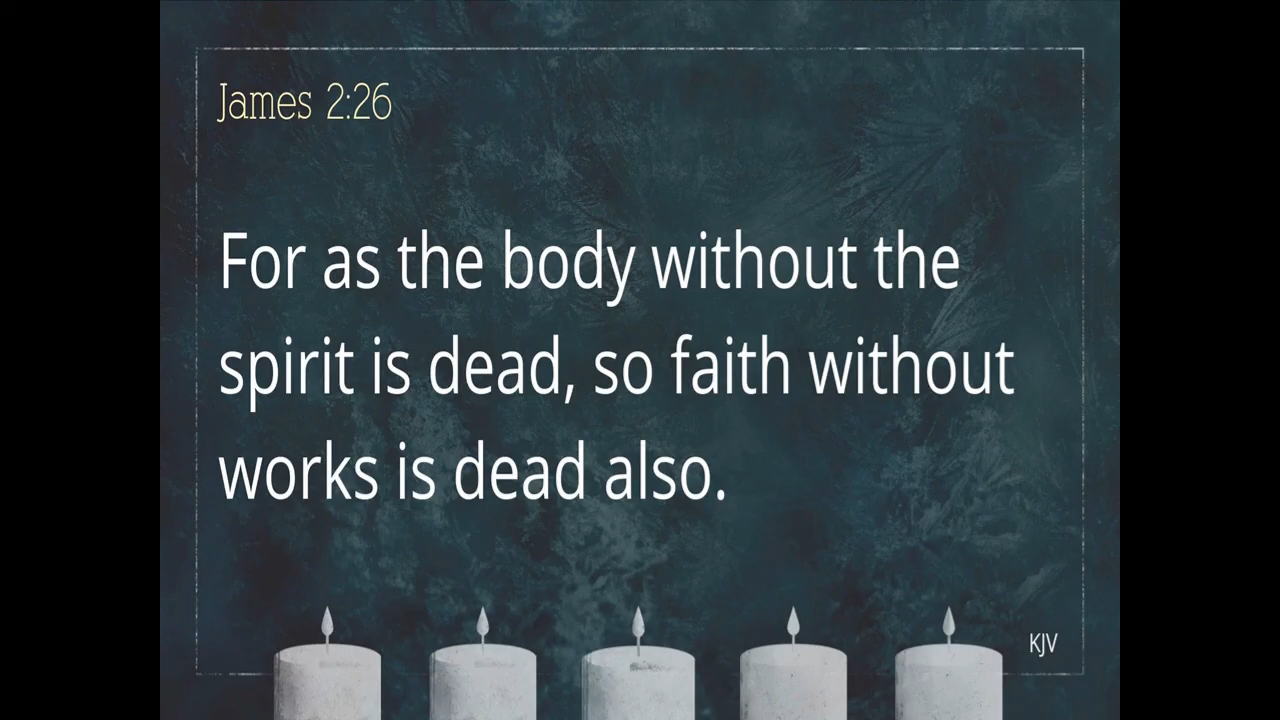 James 2:26
For as the body without the
spirit is dead, so faith without
works is dead also.
KJV